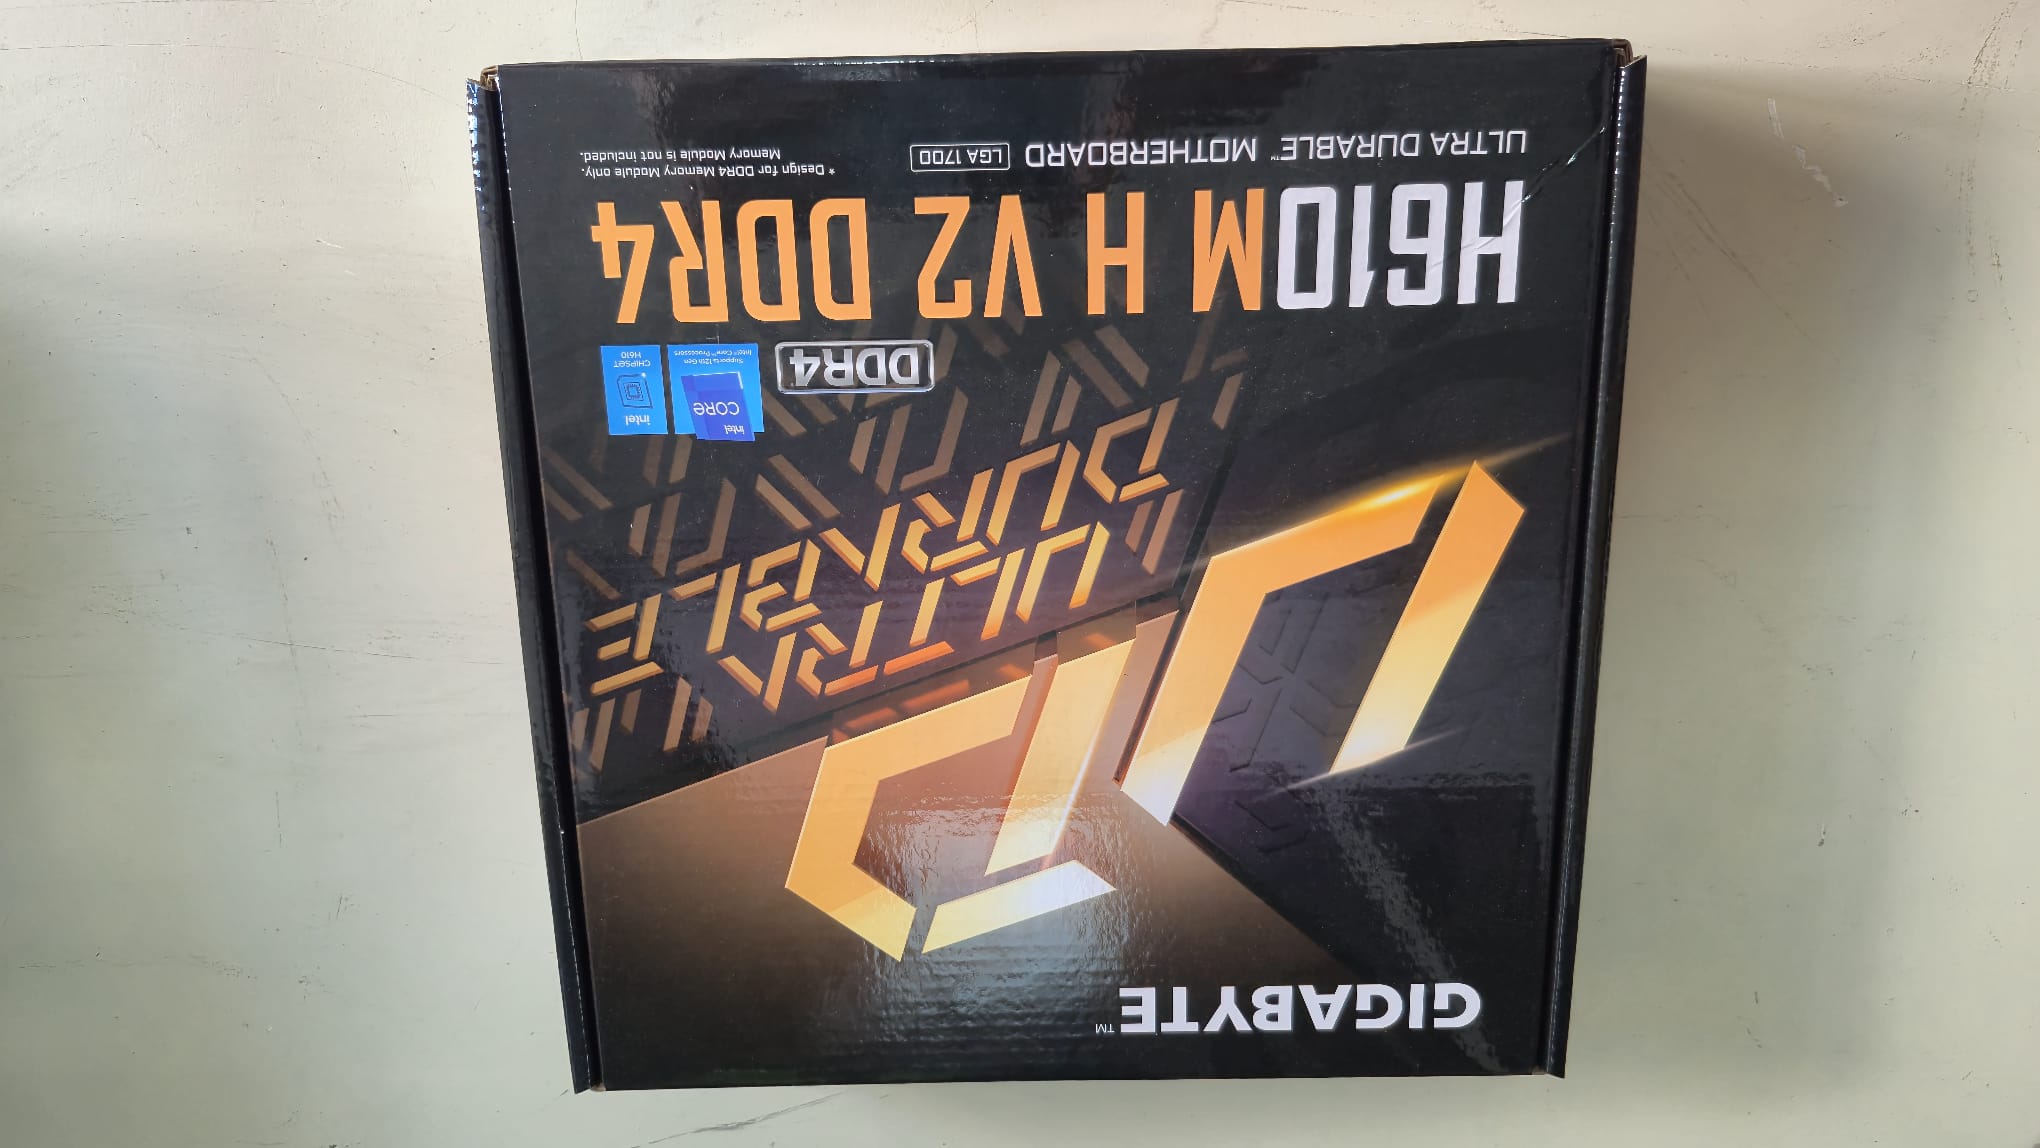 GIGABYTE™
UD
ULTRA
DURABLE
DDR4
intel
CORE
Supports 12th Gen
Intel® Core™ Processors
intel
CHIPSET
H610
H610M H V2 DDR4
ULTRA DURABLE™ MOTHERBOARD LGA 1700
* Design for DDR4 Memory Module only.
Memory Module is not included.